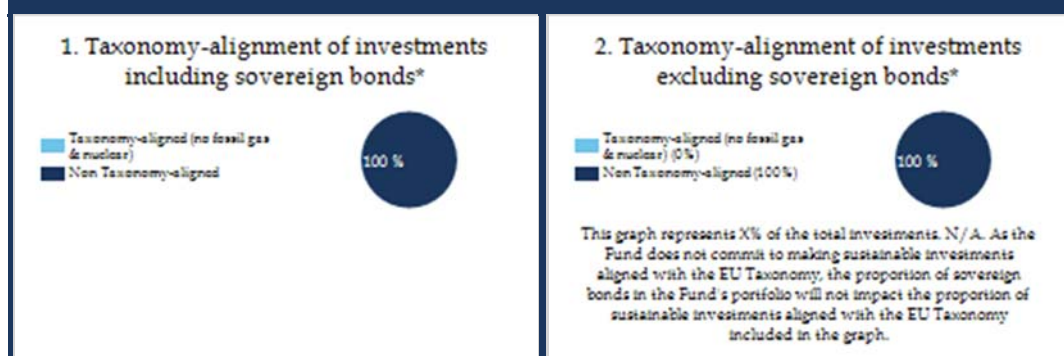 1. Taxonomy-alignment of investments
including sovereign bonds*
Taxonomy-aligned (no fossil gas
& nuclear)
Non Taxonomy-aligned
100 %
2. Taxonomy-alignment of investments
excluding sovereign bonds*
Taxonomy-aligned (no fossil gas
& nuclear) (0%)
Non Taxonomy-aligned (100%)
100 %
This graph represents X% of the total investments. N/A. As the
Fund does not commit to making sustainable investments
aligned with the EU Taxonomy, the proportion of sovereign
bonds in the Fund's portfolio will not impact the proportion of
sustainable investments aligned with the EU Taxonomy
included in the graph.